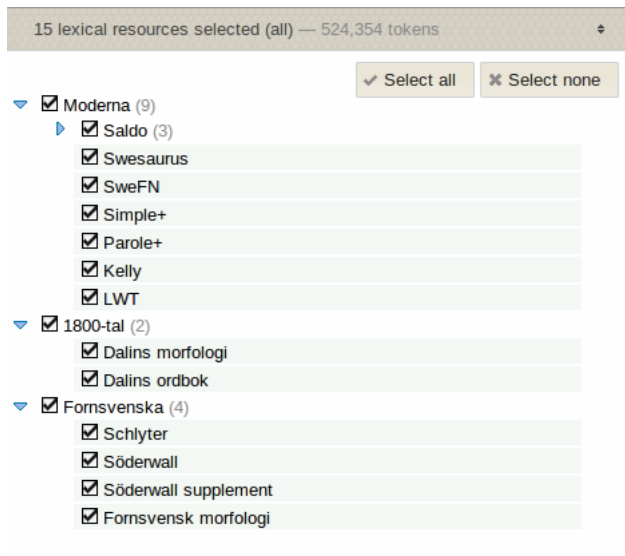 15 lexical resources selected (all) — 524,354 tokens
Select all Select none
Moderna (9)
Saldo (3)
Swesaurus
SweFN
Simple+
Parole+
Kelly
LWT
1800-tal (2)
Dalins morfologi
Dalins ordbok
Fornsvenska (4)
Schlyter
Söderwall
Söderwall supplement
Fornsvensk morfologi